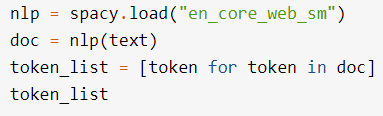 nlp = spacy.load("en_core_web_sm")
doc = nlp(text)
token_list = [token for token in doc]
token_list